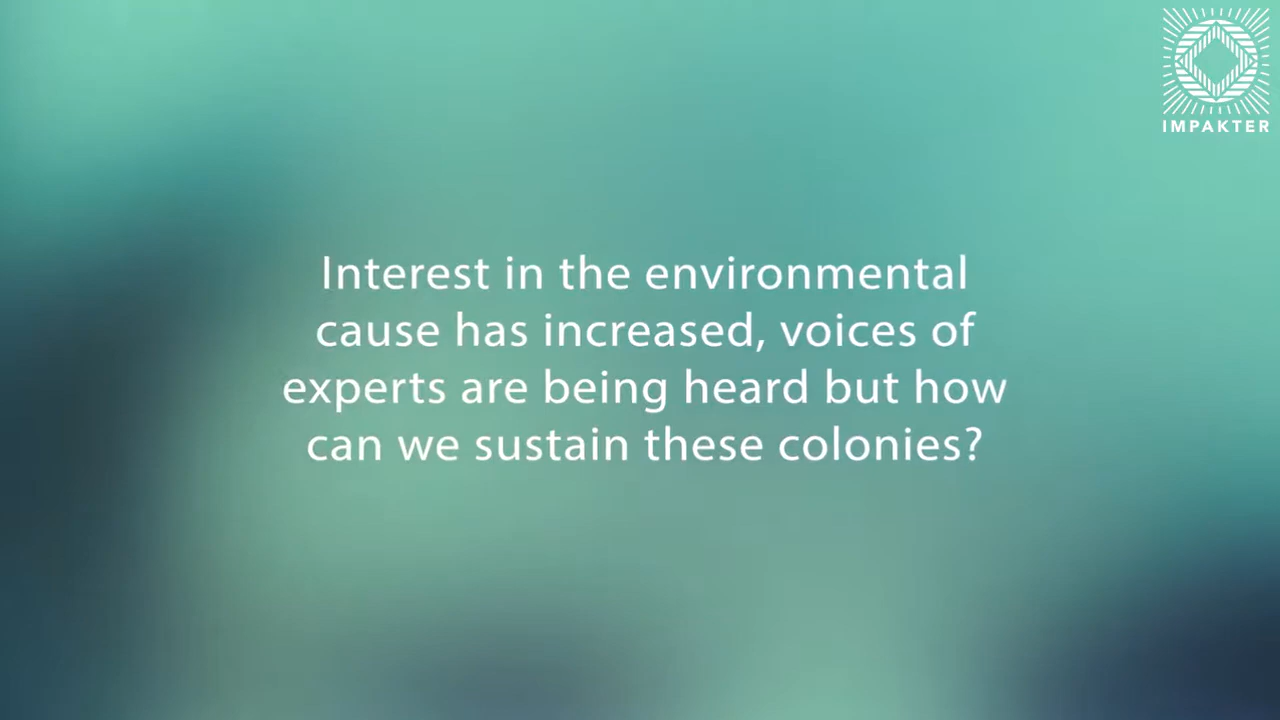 IMPAKTER
Interest in the environmental
cause has increased, voices of
experts are being heard but how
can we sustain these colonies?